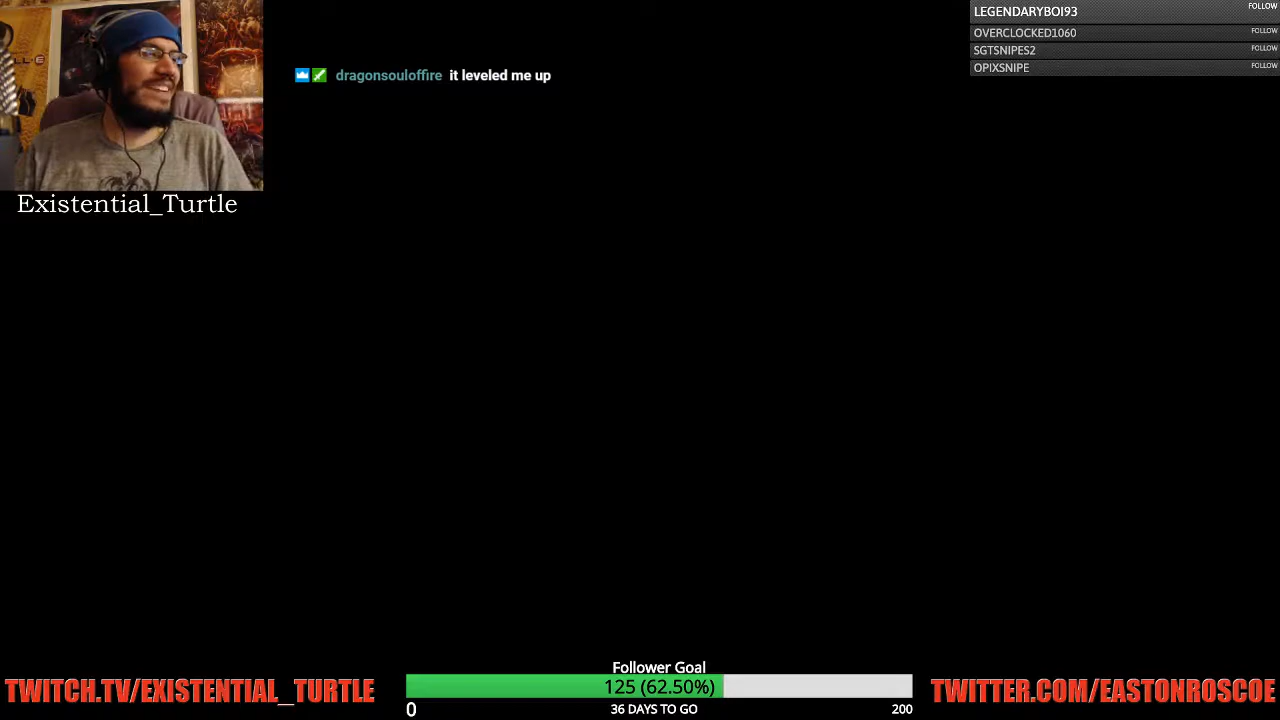 LEGENDARYBOI93 FOLLOW
OVERCLOCKED1060 FOLLOW
SGTSNIPES2 FOLLOW
OPIXSNIPE FOLLOW
dragonsouloffire it leveled me up
Existential_Turtle
Follower Goal
TWITCH.TV/EXISTENTIAL_TURTLE
125 (62.50%)
TWITTER.COM/EASTONROSCOE
0 36 DAYS TO GO 200